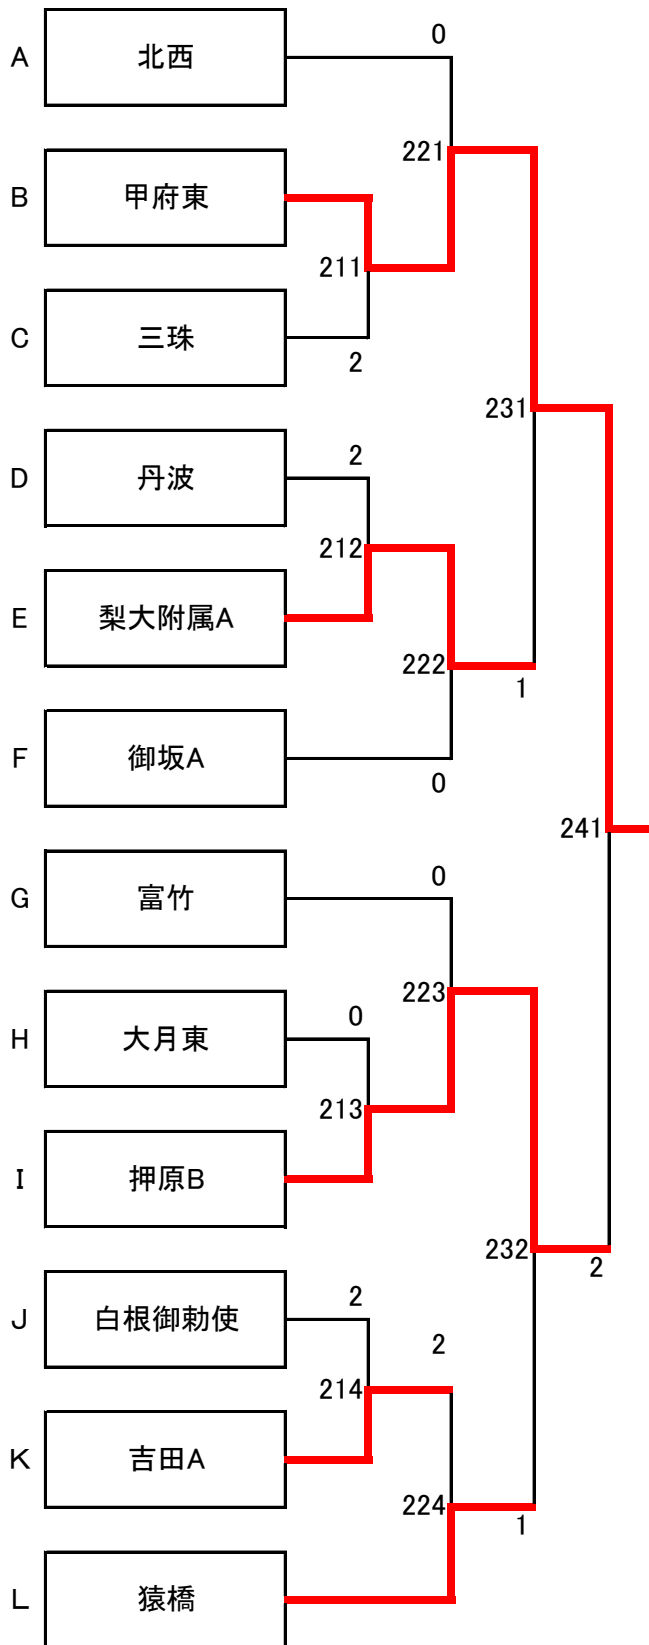 0
A 北西
221
B 甲府東
211
C 三珠
2
231
2
D 丹波
212
E 梨大附属A
222
1
F 御坂A
0
241
0
G 富竹
223
0
H 大月東
213
I 押原B
232
2
2
J 白根御勅使
2
214
K 吉田A
224
1
L 猿橋